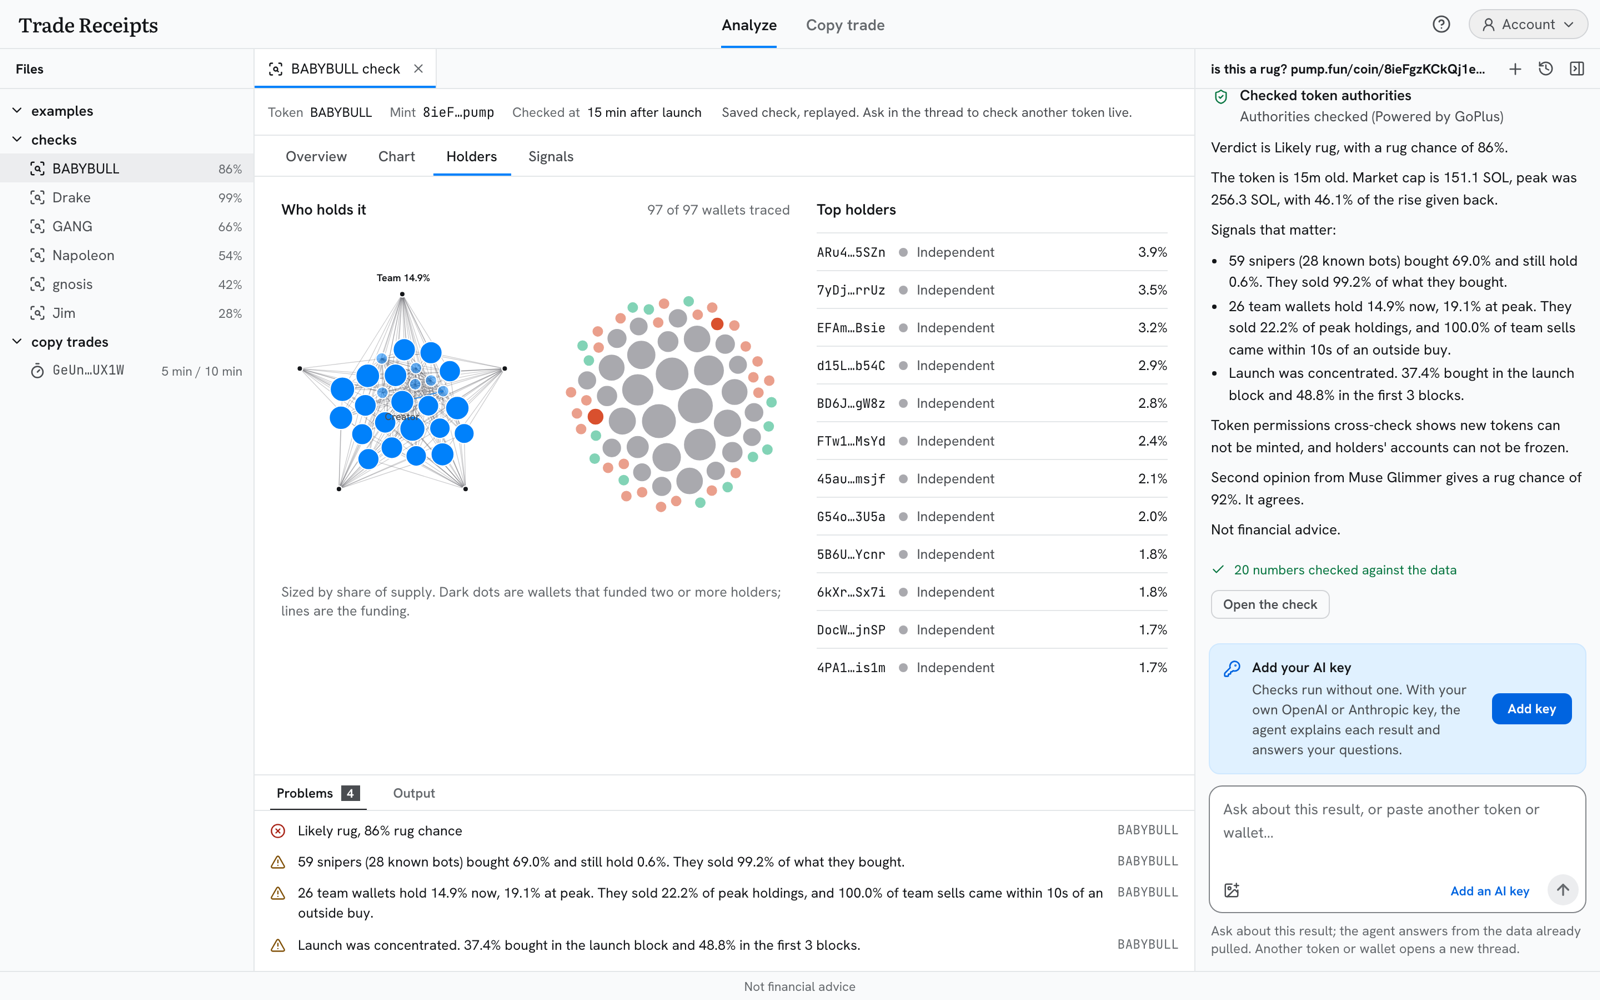 Trade Receipts
Analyze
Copy trade
Account
Files
examples
checks
BABYBULL 86%
Drake 99%
GANG 66%
Napoleon 54%
gnosis 42%
Jim 28%
copy trades
GeUn…UX1W 5 min / 10 min
BABYBULL check
Token BABYBULL Mint 8ieF…pump Checked at 15 min after launch Saved check, replayed. Ask in the thread to check another token live.
Overview Chart Holders Signals
Who holds it 97 of 97 wallets traced
Team 14.9%
Creator
Sized by share of supply. Dark dots are wallets that funded two or more holders;
lines are the funding.
Top holders
ARu4…5SZn Independent 3.9%
7yDj…rrUz Independent 3.5%
EFAm…Bsie Independent 3.2%
d15L…b54C Independent 2.9%
BD6J…gW8z Independent 2.8%
FTw1…MsYd Independent 2.4%
45au…msjf Independent 2.1%
G54o…3U5a Independent 2.0%
5B6U…Ycnr Independent 1.8%
6kXr…Sx7i Independent 1.8%
DocW…jnSP Independent 1.7%
4PA1…is1m Independent 1.7%
Problems 4 Output
Likely rug, 86% rug chance BABYBULL
59 snipers (28 known bots) bought 69.0% and still hold 0.6%. They sold 99.2% of what they bought. BABYBULL
26 team wallets hold 14.9% now, 19.1% at peak. They sold 22.2% of peak holdings, and 100.0% of team sells came within 10s of an BABYBULL
outside buy.
Launch was concentrated. 37.4% bought in the launch block and 48.8% in the first 3 blocks. BABYBULL
is this a rug? pump.fun/coin/8ieFgzKCkQj1e…
Checked token authorities
Authorities checked (Powered by GoPlus)
Verdict is Likely rug, with a rug chance of 86%.
The token is 15m old. Market cap is 151.1 SOL, peak was
256.3 SOL, with 46.1% of the rise given back.
Signals that matter:
• 59 snipers (28 known bots) bought 69.0% and still hold
0.6%. They sold 99.2% of what they bought.
• 26 team wallets hold 14.9% now, 19.1% at peak. They
sold 22.2% of peak holdings, and 100.0% of team sells
came within 10s of an outside buy.
• Launch was concentrated. 37.4% bought in the launch
block and 48.8% in the first 3 blocks.
Token permissions cross-check shows new tokens can
not be minted, and holders' accounts can not be frozen.
Second opinion from Muse Glimmer gives a rug chance of
92%. It agrees.
Not financial advice.
20 numbers checked against the data
Open the check
Add your AI key
Checks run without one. With your
own OpenAI or Anthropic key, the
agent explains each result and
answers your questions.
Add key
Ask about this result, or paste another token or
wallet…
Add an AI key
Ask about this result; the agent answers from the data already
pulled. Another token or wallet opens a new thread.
Not financial advice